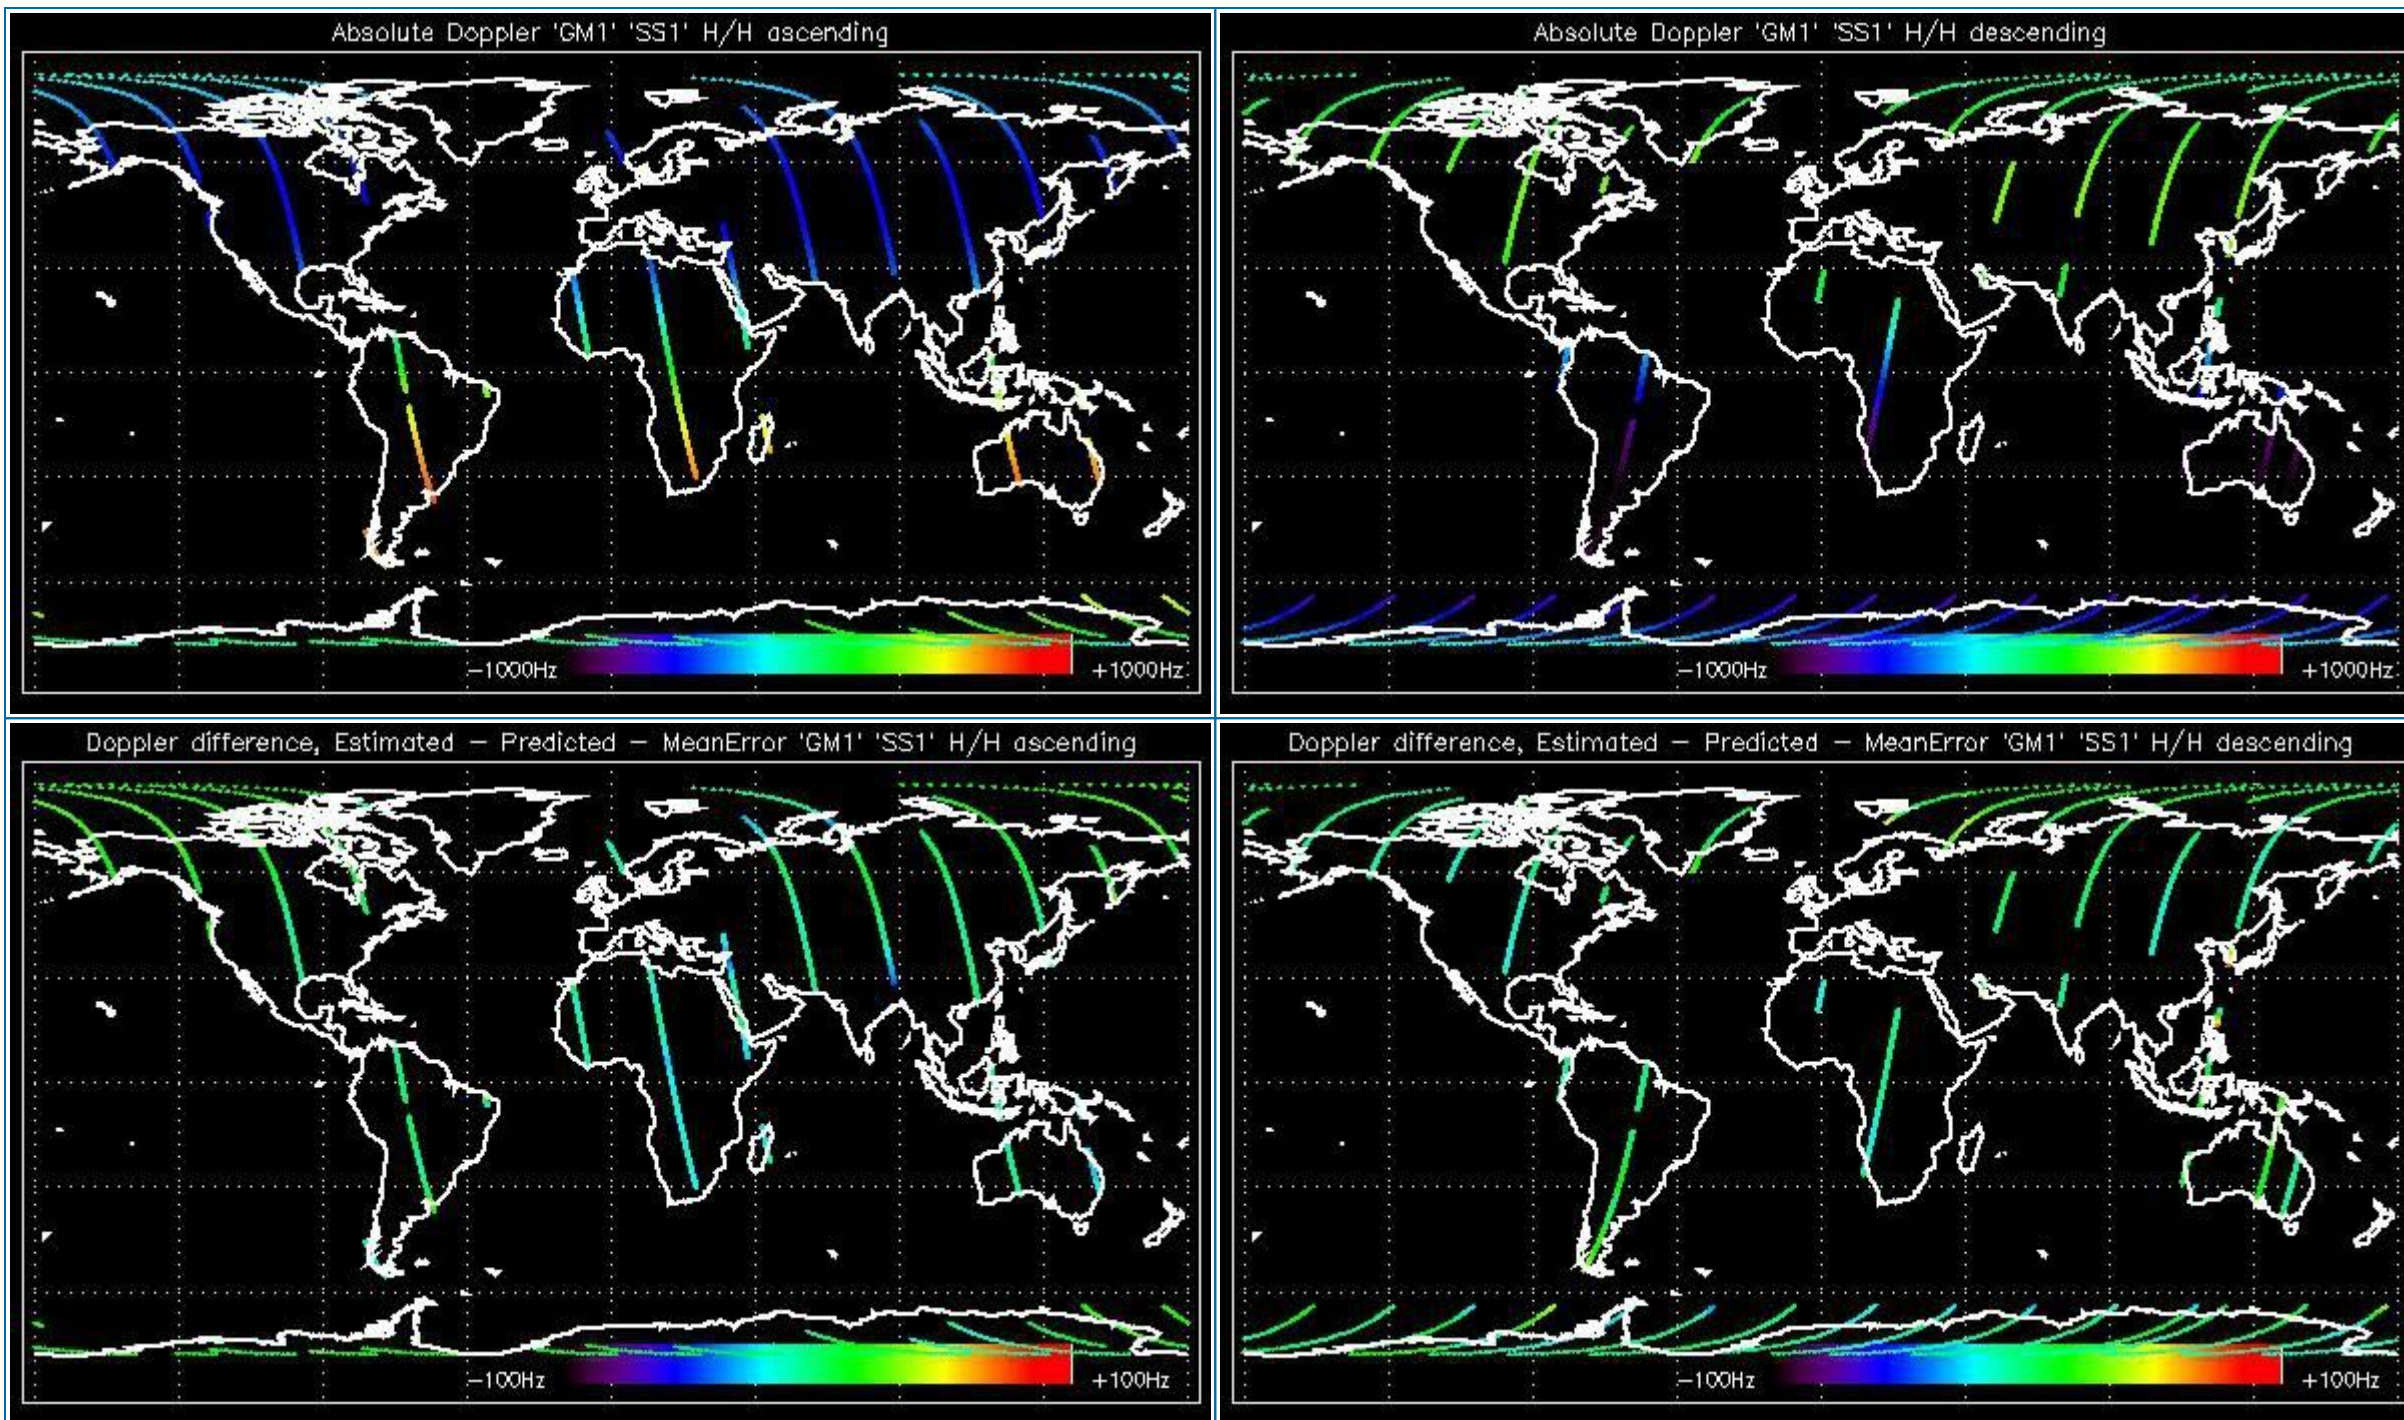 Absolute Doppler 'GM1' 'SS1' H/H ascending
−1000Hz
+1000Hz
Absolute Doppler 'GM1' 'SS1' H/H descending
−1000Hz
+1000Hz
Doppler difference, Estimated − Predicted − MeanError 'GM1' 'SS1' H/H ascending
−100Hz
+100Hz
Doppler difference, Estimated − Predicted − MeanError 'GM1' 'SS1' H/H descending
−100Hz
+100Hz